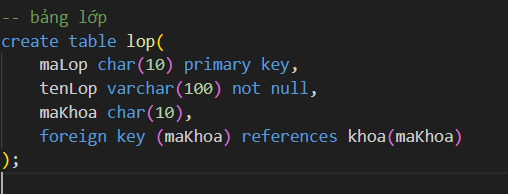 -- bảng lớp
create table lop(
    maLop char(10) primary key,
    tenLop varchar(100) not null,
    maKhoa char(10),
    foreign key (maKhoa) references khoa(maKhoa)
);